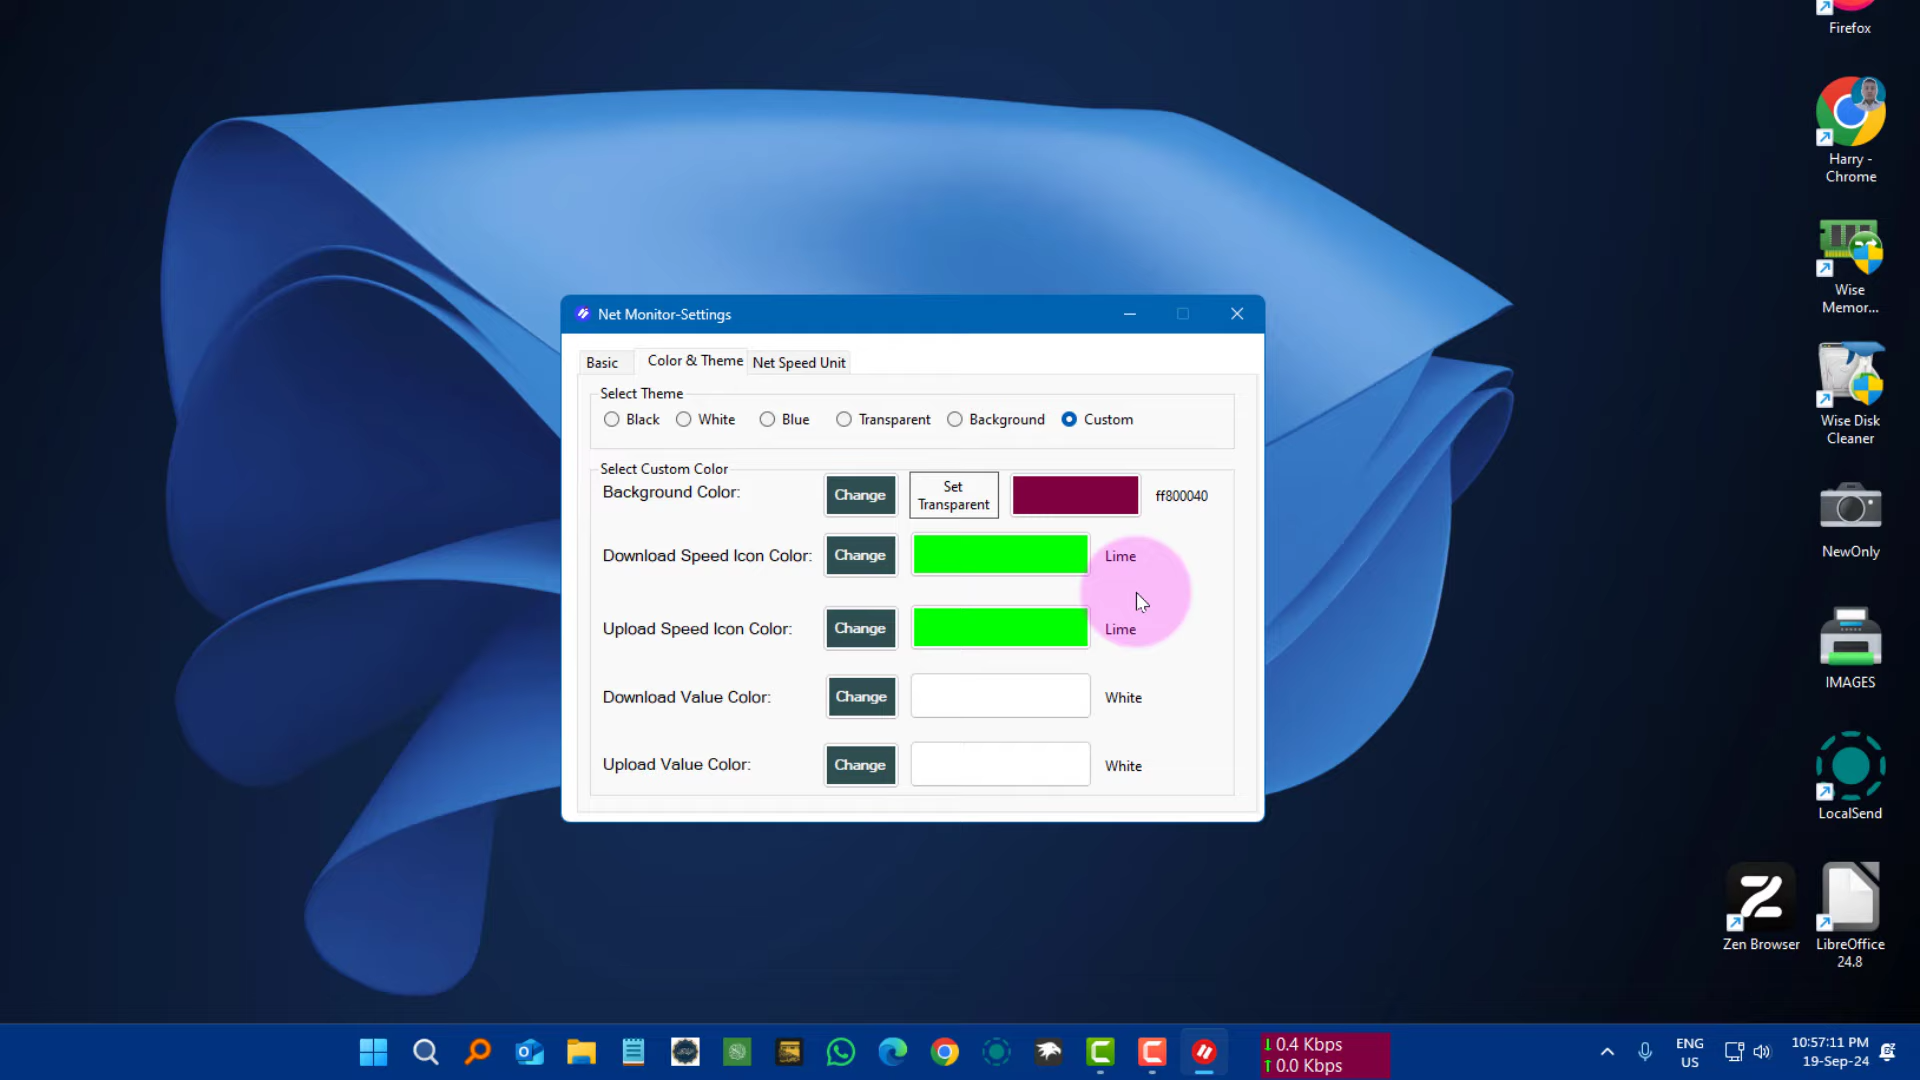 Firefox
Harry -
Chrome
Wise
Memor...
Wise Disk
Cleaner
NewOnly
IMAGES
LocalSend
Zen Browser
LibreOffice
24.8
Net Monitor-Settings
Basic
Color & Theme
Net Speed Unit
Select Theme
Black
White
Blue
Transparent
Background
Custom
Select Custom Color
Background Color:
Change
Set
Transparent
ff800040
Download Speed Icon Color:
Change
Lime
Upload Speed Icon Color:
Change
Lime
Download Value Color:
Change
White
Upload Value Color:
Change
White
↓ 0.4 Kbps
↑ 0.0 Kbps
ENG
US
10:57:11 PM
19-Sep-24